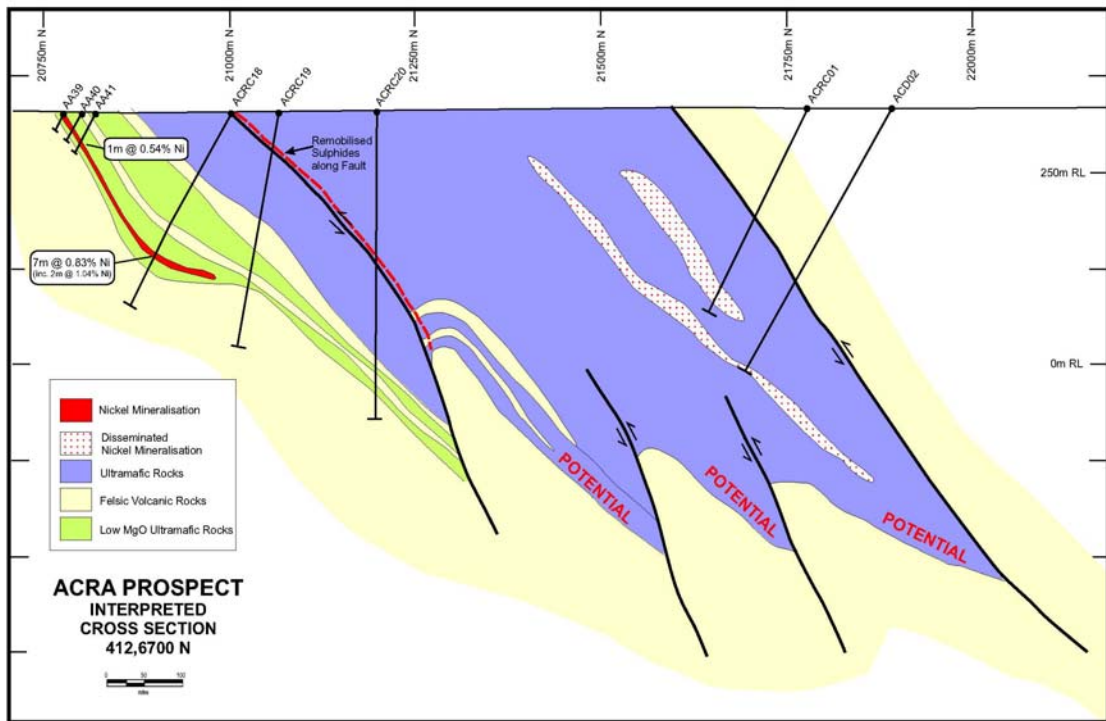 20750m N
21000m N
21250m N
21500m N
21750m N
22000m N
AA39
AA40
AA41
ACRC18
ACRC19
ACRC20
ACRC01
ACD02
1m @ 0.54% Ni
Remobilised
Sulphides
along Fault
250m RL
7m @ 0.83% Ni
(inc. 2m @ 1.04% Ni)
0m RL
Nickel Mineralisation
Disseminated
Nickel Mineralisation
Ultramafic Rocks
Felsic Volcanic Rocks
Low MgO Ultramafic Rocks
POTENTIAL
POTENTIAL
POTENTIAL
ACRA PROSPECT
INTERPRETED
CROSS SECTION
412,6700 N
0 50 100